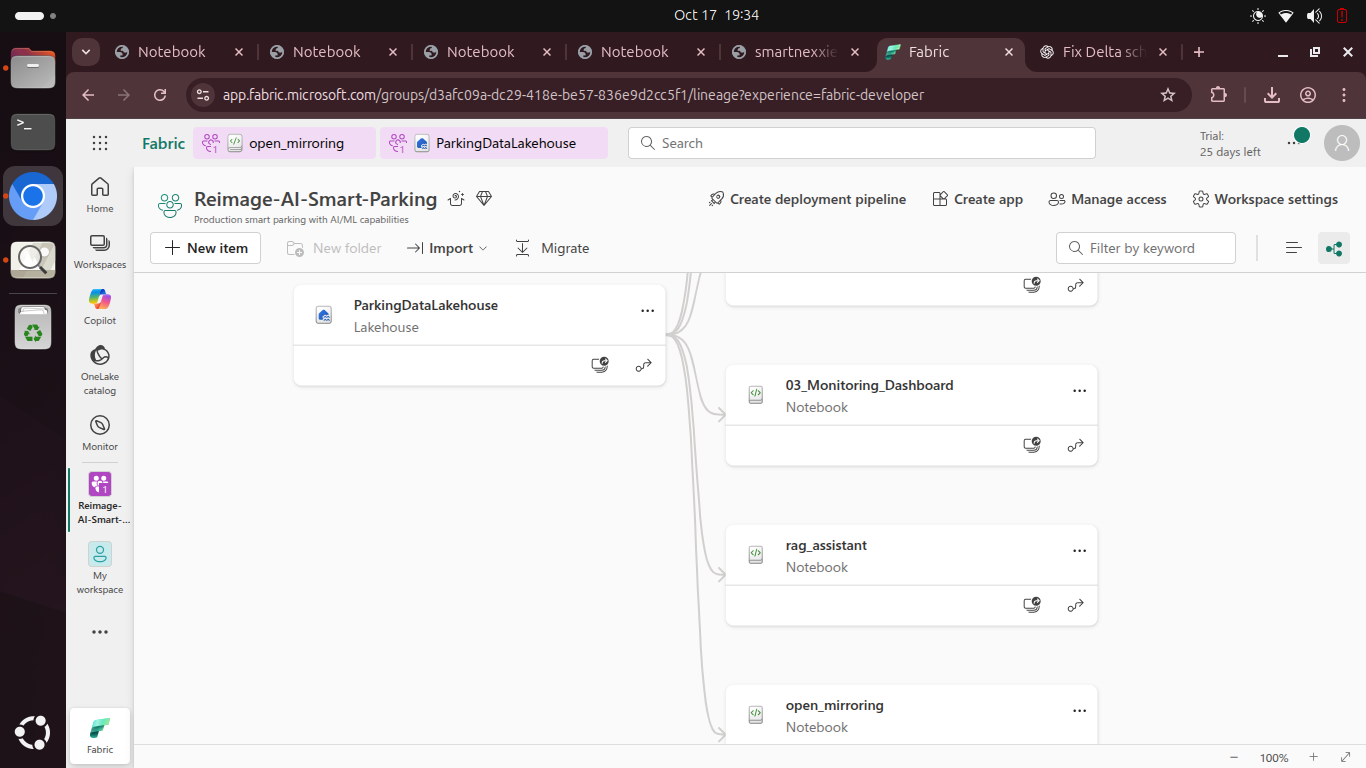 Oct 17 19:34
Notebook
Notebook
Notebook
Notebook
smartnexxie
Fabric
Fix Delta sch
app.fabric.microsoft.com/groups/d3afc09a-dc29-418e-be57-836e9d2cc5f1/lineage?experience=fabric-developer
Fabric
1
open_mirroring
1
ParkingDataLakehouse
Search
Trial:
25 days left
Home
Workspaces
Copilot
OneLake
catalog
Monitor
1
Reimage-
AI-Smart-...
My
workspace
Fabric
Reimage-AI-Smart-Parking
Production smart parking with AI/ML capabilities
Create deployment pipeline
Create app
Manage access
Workspace settings
New item
New folder
Import
Migrate
Filter by keyword
ParkingDataLakehouse
Lakehouse
03_Monitoring_Dashboard
Notebook
rag_assistant
Notebook
open_mirroring
Notebook
100%